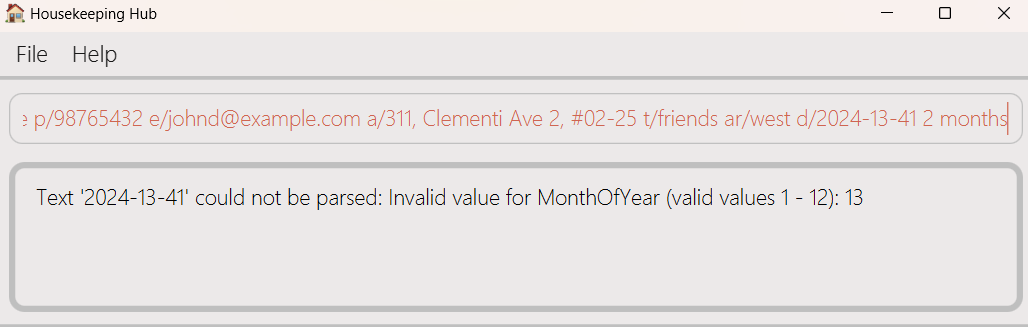 Housekeeping Hub
File Help
e p/98765432 e/johnd@example.com a/311, Clementi Ave 2, #02-25 t/friends ar/west d/2024-13-41 2 months
Text '2024-13-41' could not be parsed: Invalid value for MonthOfYear (valid values 1 - 12): 13